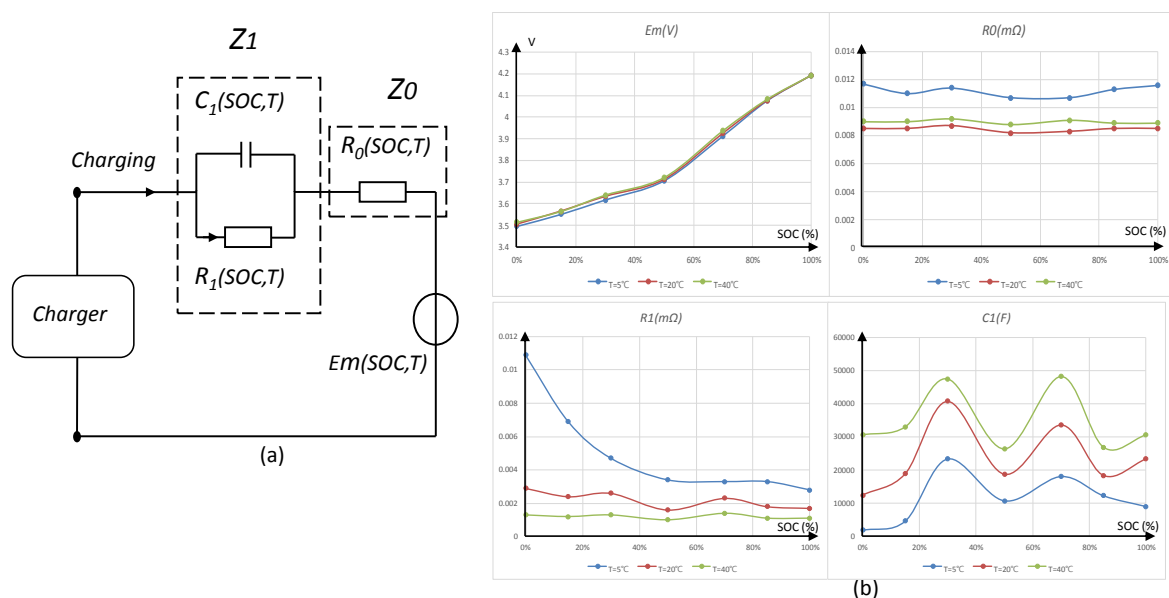 Z1
Z0
C1(SOC,T)
R0(SOC,T)
Charging
R1(SOC,T)
Charger
Em(SOC,T)
(a)
Em(V)
V
4.3
4.2
4.1
4
3.9
3.8
3.7
3.6
3.5
3.4
SOC (%)
0% 20% 40% 60% 80% 100%
T=5℃ T=20℃ T=40℃
R0(mΩ)
0.014
0.012
0.01
0.008
0.006
0.004
0.002
0
SOC (%)
0% 20% 40% 60% 80% 100%
T=5℃ T=20℃ T=40℃
R1(mΩ)
0.012
0.01
0.008
0.006
0.004
0.002
0
SOC (%)
0% 20% 40% 60% 80% 100%
T=5℃ T=20℃ T=40℃
C1(F)
60000
50000
40000
30000
20000
10000
0
SOC (%)
0% 20% 40% 60% 80% 100%
T=5℃ T=20℃ T=40℃
(b)